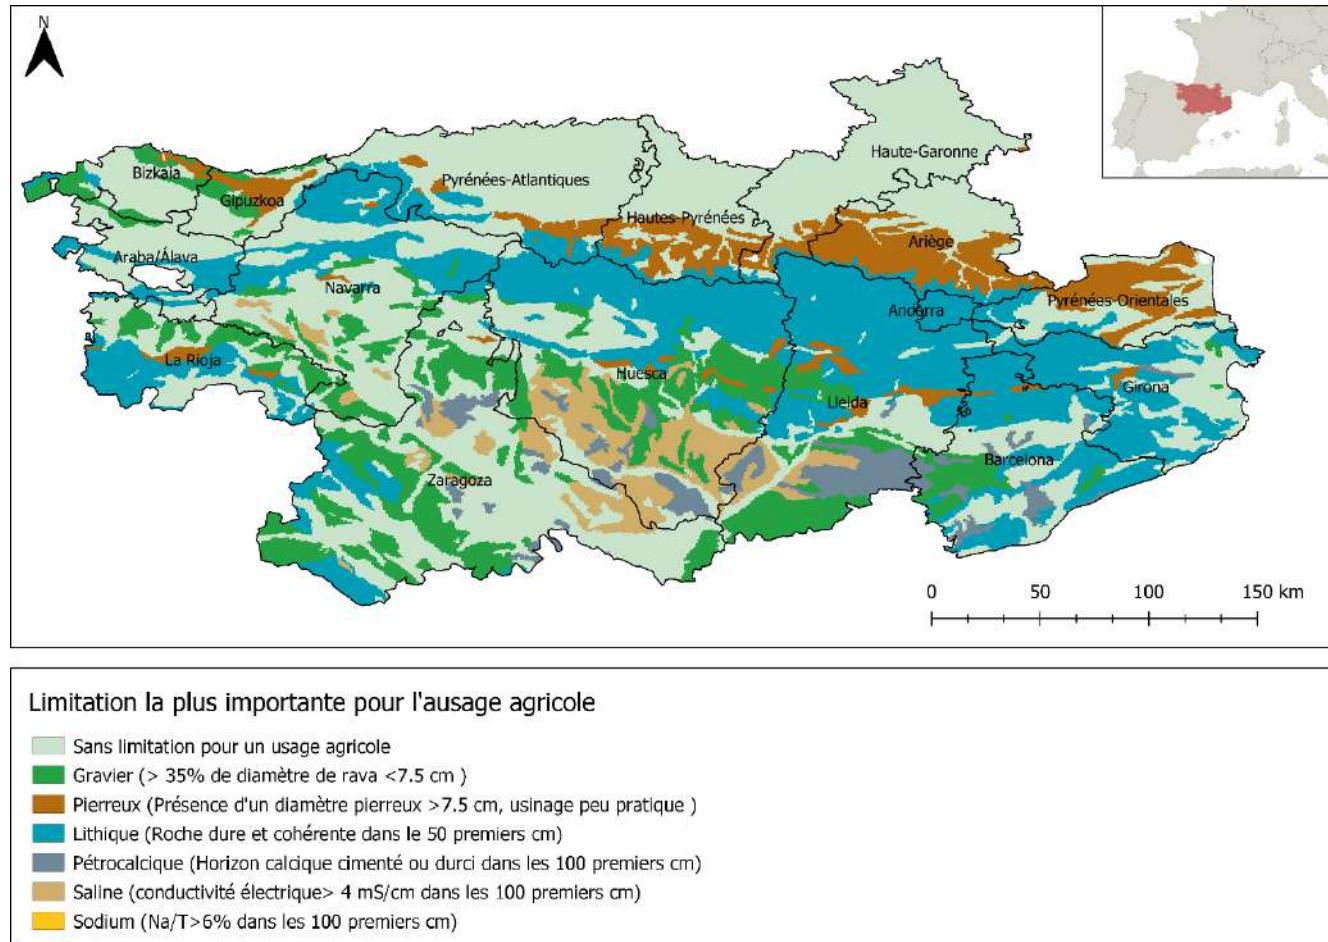 N
Haute-Garonne
Bizkaia
Pyrénées-Atlantiques
Gipuzkoa
Hautes-Pyrénées
Ariège
Araba/Álava
Navarra
Pyrénées-Orientales
Andorra
La Rioja
Huesca
Girona
Lleida
Barcelona
Zaragoza
0 50 100 150 km
Limitation la plus importante pour l'ausage agricole
Sans limitation pour un usage agricole
Gravier (> 35% de diamètre de rava <7.5 cm )
Pierreux (Présence d'un diamètre pierreux >7.5 cm, usinage peu pratique )
Lithique (Roche dure et cohérente dans le 50 premiers cm)
Pétrocalcique (Horizon calcique cimenté ou durci dans les 100 premiers cm)
Saline (conductivité électrique> 4 mS/cm dans les 100 premiers cm)
Sodium (Na/T>6% dans les 100 premiers cm)